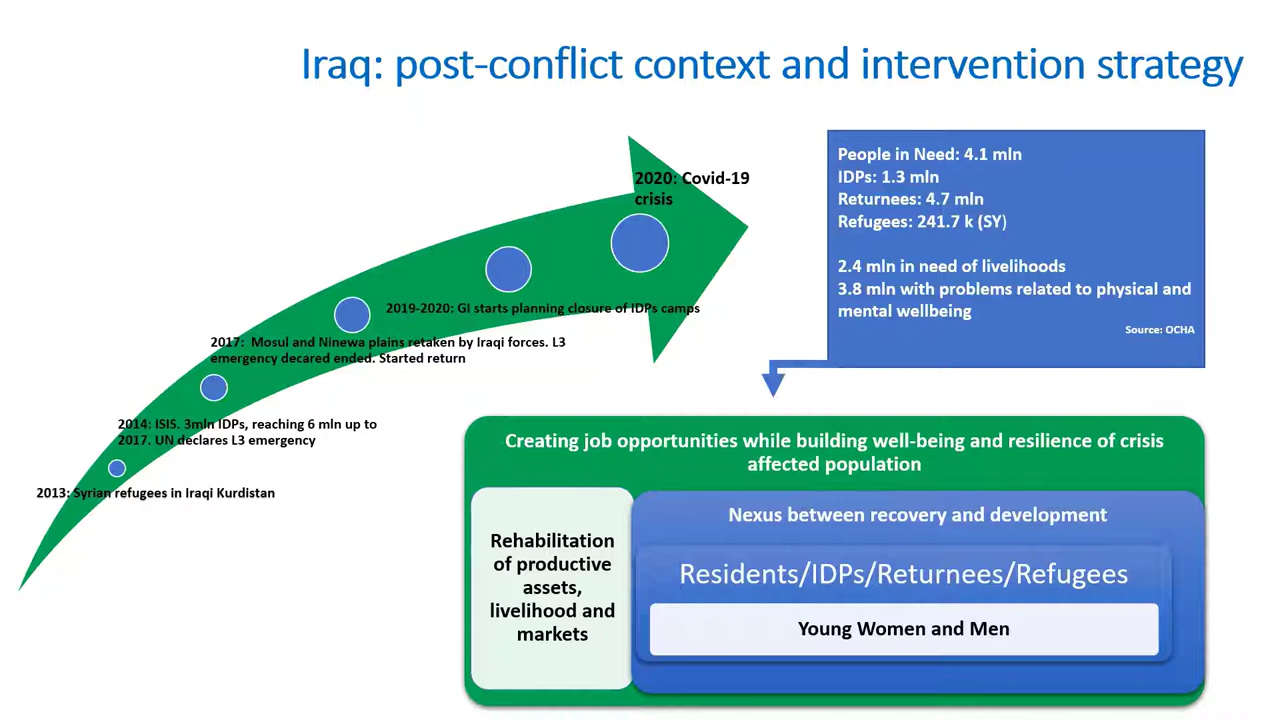 Iraq: post-conflict context and intervention strategy
2020: Covid-19
crisis
2019-2020: GI starts planning closure of IDPs camps
2017:  Mosul and Ninewa plains retaken by Iraqi forces. L3
emergency decared ended. Started return
2014: ISIS. 3mln IDPs, reaching 6 mln up to
2017. UN declares L3 emergency
2013: Syrian refugees in Iraqi Kurdistan
People in Need: 4.1 mln
IDPs: 1.3 mln
Returnees: 4.7 mln
Refugees: 241.7 k (SY)
2.4 mln in need of livelihoods
3.8 mln with problems related to physical and
mental wellbeing
Source: OCHA
Creating job opportunities while building well-being and resilience of crisis
affected population
Rehabilitation
of productive
assets,
livelihood and
markets
Nexus between recovery and development
Residents/IDPs/Returnees/Refugees
Young Women and Men